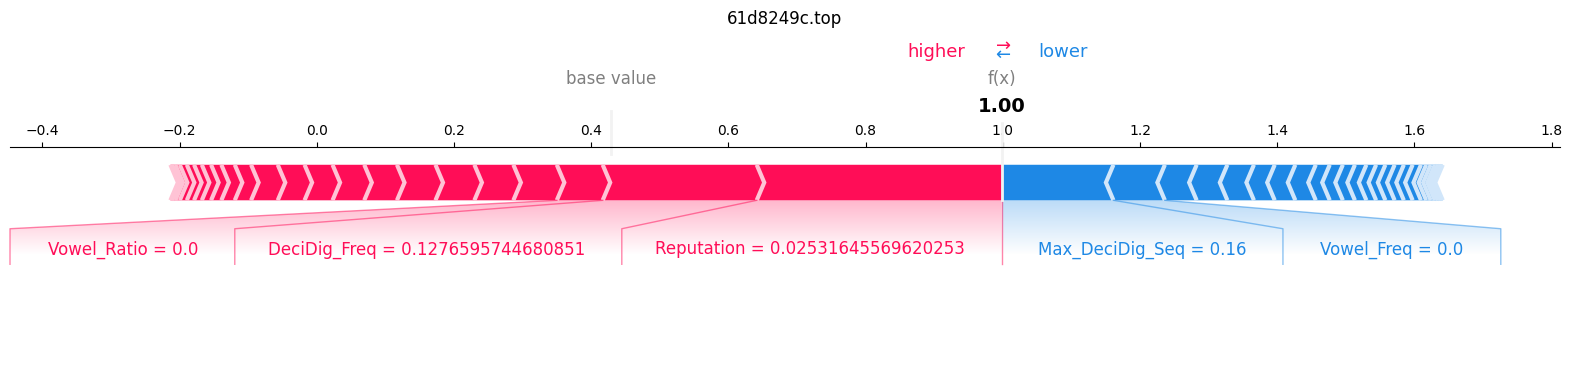 61d8249c.top
higher ⇄ lower
base value f(x)
1.00
−0.4 −0.2 0.0 0.2 0.4 0.6 0.8 1.0 1.2 1.4 1.6 1.8
Vowel_Ratio = 0.0 DeciDig_Freq = 0.1276595744680851 Reputation = 0.02531645569620253 Max_DeciDig_Seq = 0.16 Vowel_Freq = 0.0